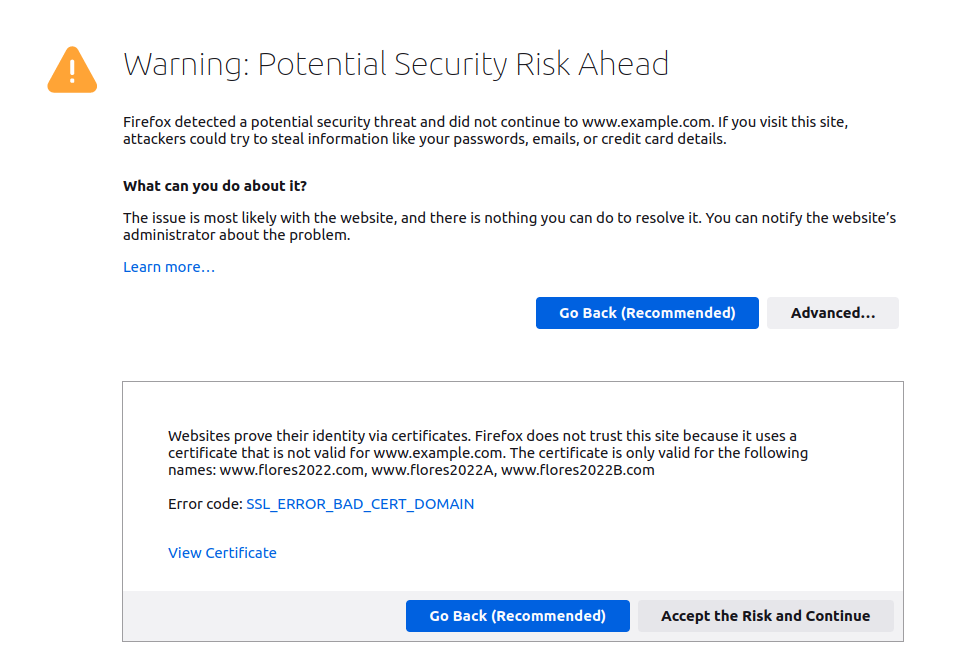 Warning: Potential Security Risk Ahead
Firefox detected a potential security threat and did not continue to www.example.com. If you visit this site,
attackers could try to steal information like your passwords, emails, or credit card details.
What can you do about it?
The issue is most likely with the website, and there is nothing you can do to resolve it. You can notify the website’s
administrator about the problem.
Learn more…
Go Back (Recommended)
Advanced…
Websites prove their identity via certificates. Firefox does not trust this site because it uses a
certificate that is not valid for www.example.com. The certificate is only valid for the following
names: www.flores2022.com, www.flores2022A, www.flores2022B.com
Error code: SSL_ERROR_BAD_CERT_DOMAIN
View Certificate
Go Back (Recommended)
Accept the Risk and Continue